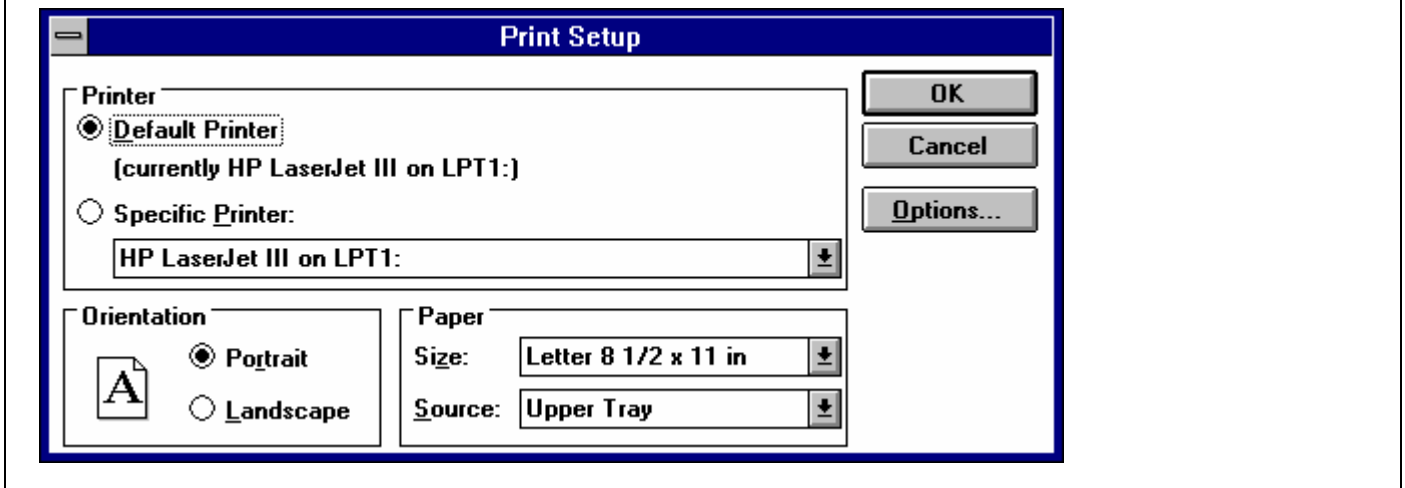 Print Setup
Printer
Default Printer
(currently HP LaserJet III on LPT1:)
Specific Printer:
HP LaserJet III on LPT1:
OK
Cancel
Options...
Orientation
A
Portrait
Landscape
Paper
Size: Letter 8 1/2 x 11 in
Source: Upper Tray